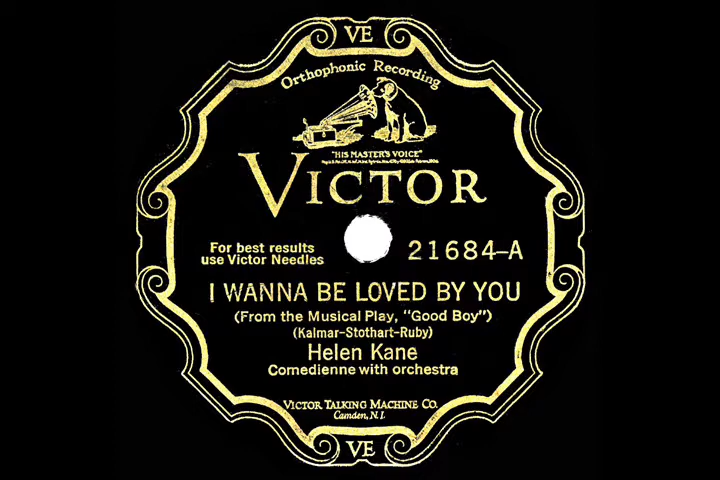 VE
Orthophonic Recording
"HIS MASTER'S VOICE"
VICTOR
For best results
use Victor Needles
21684-A
I WANNA BE LOVED BY YOU
(From the Musical Play, "Good Boy")
(Kalmar-Stothart-Ruby)
Helen Kane
Comedienne with orchestra
VICTOR TALKING MACHINE CO.
Camden, N.J.
VE